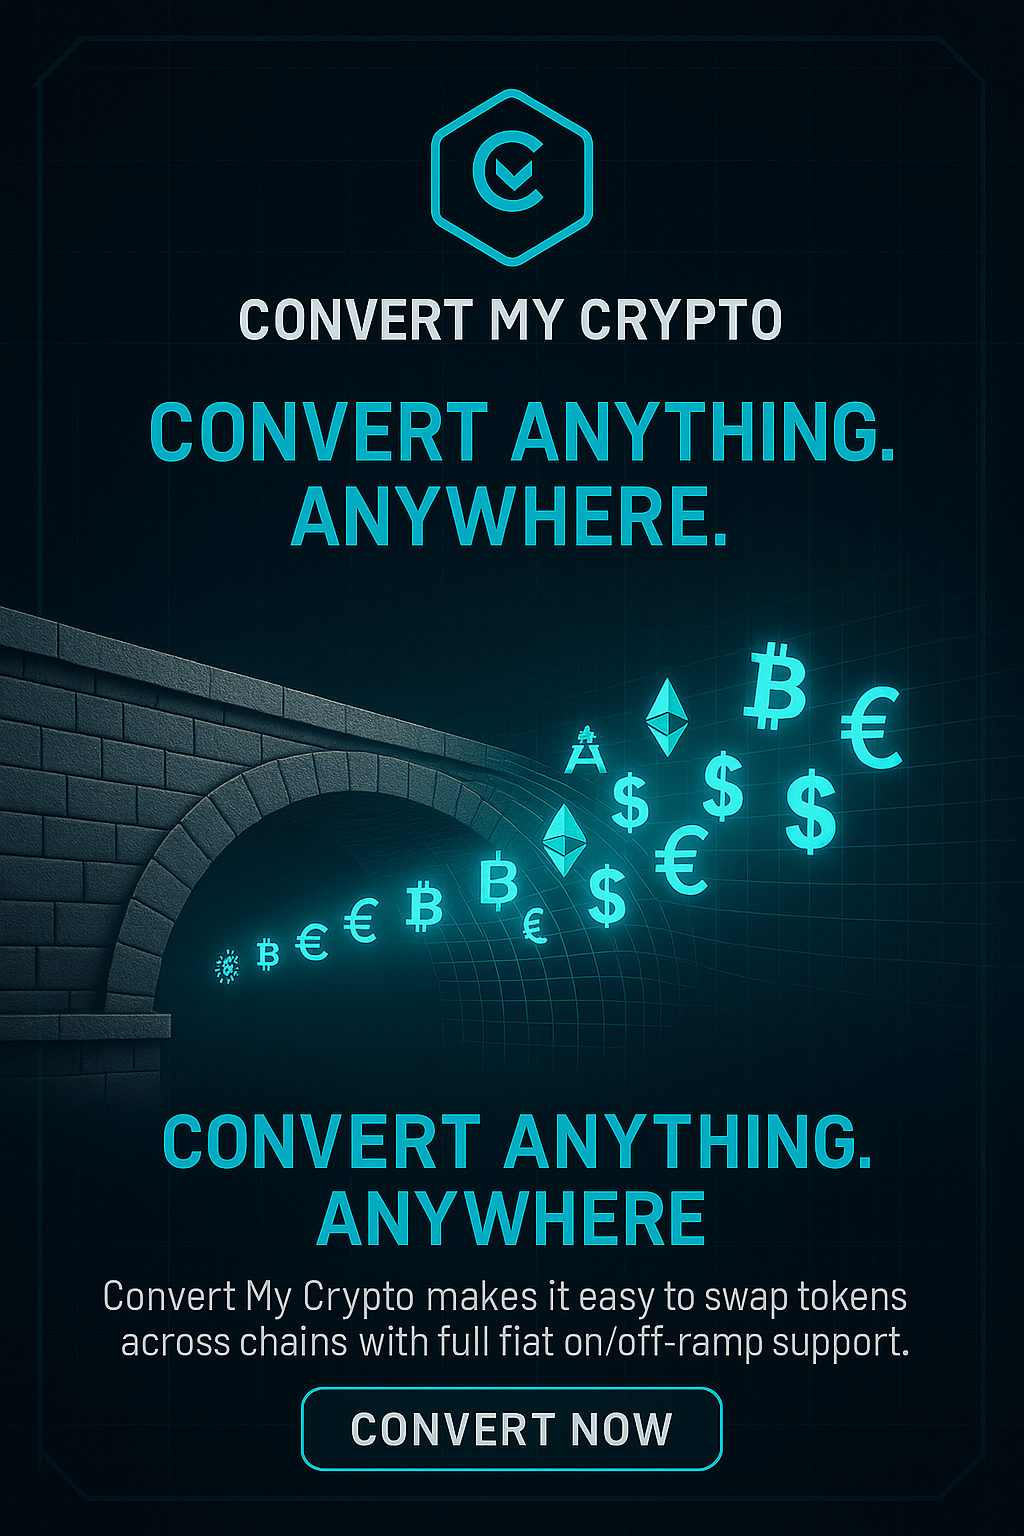 CONVERT MY CRYPTO
CONVERT ANYTHING.
ANYWHERE.
CONVERT ANYTHING.
ANYWHERE
Convert My Crypto makes it easy to swap tokens
across chains with full fiat on/off-ramp support.
CONVERT NOW